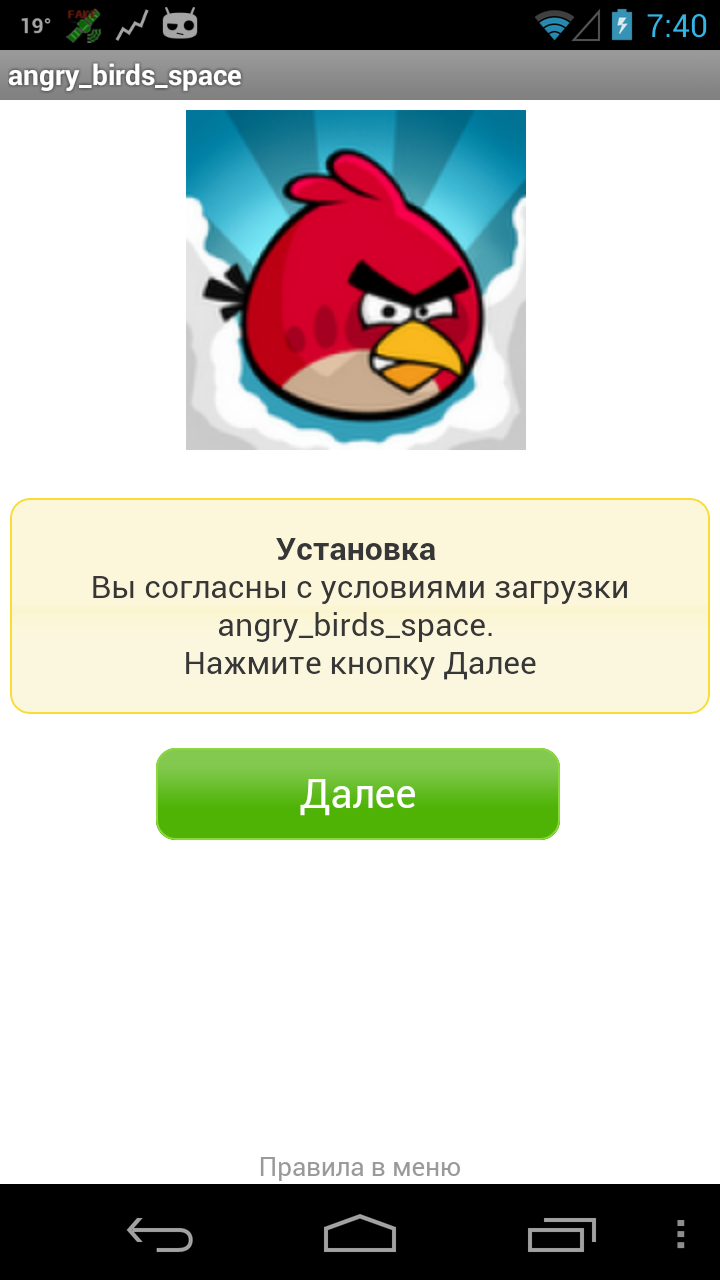 19°
FAKE
7:40
angry_birds_space
Установка
Вы согласны с условиями загрузки
angry_birds_space.
Нажмите кнопку Далее
Далее
Правила в меню